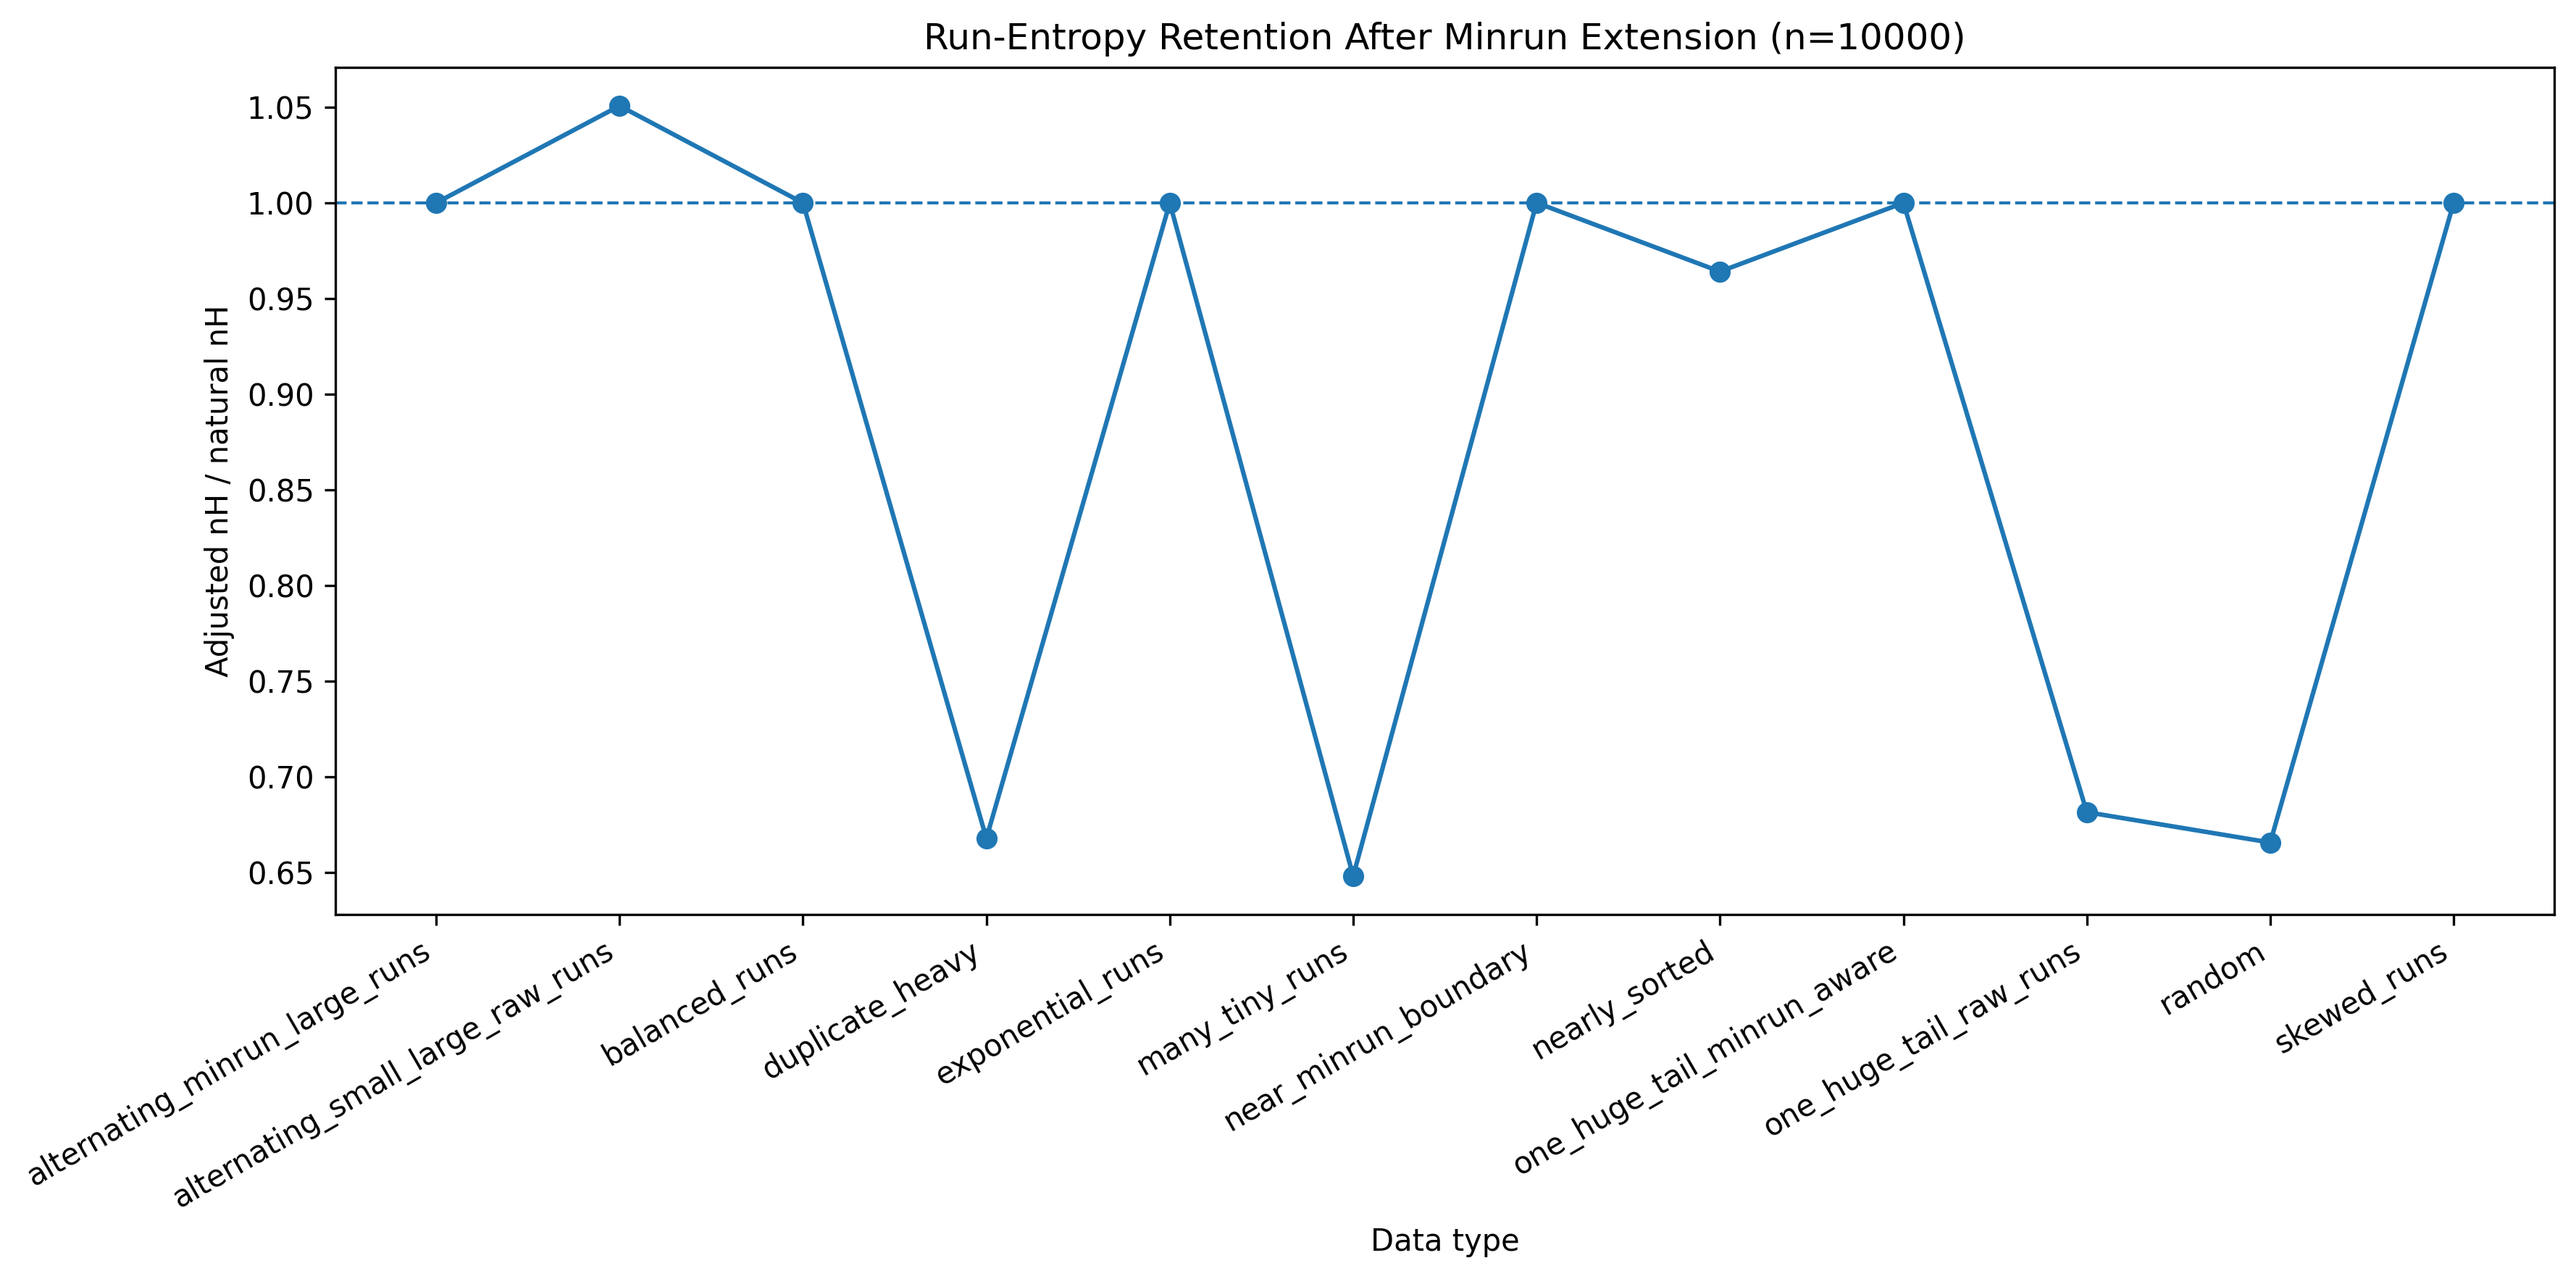 Run-Entropy Retention After Minrun Extension (n=10000)
Adjusted nH / natural nH
1.05
1.00
0.95
0.90
0.85
0.80
0.75
0.70
0.65
alternating_minrun_large_runs
alternating_small_large_raw_runs
balanced_runs
duplicate_heavy
exponential_runs
many_tiny_runs
near_minrun_boundary
nearly_sorted
one_huge_tail_minrun_aware
one_huge_tail_raw_runs
random
skewed_runs
Data type